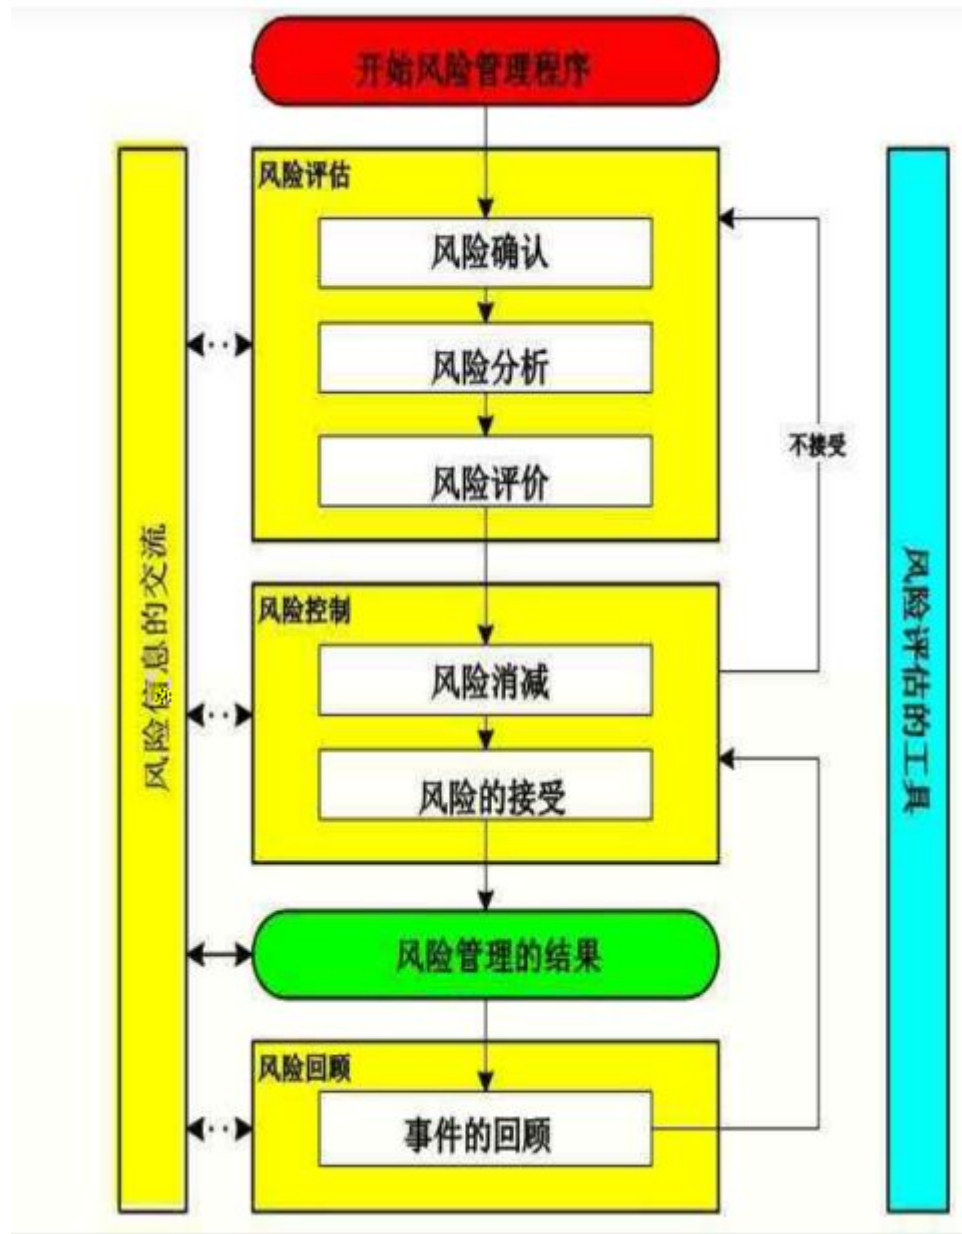 开始风险管理程序
风险评估
风险确认
风险分析
不接受
风险评价
风险信息的交流
风险评估的工具
风险控制
风险消减
风险的接受
风险管理的结果
风险回顾
事件的回顾